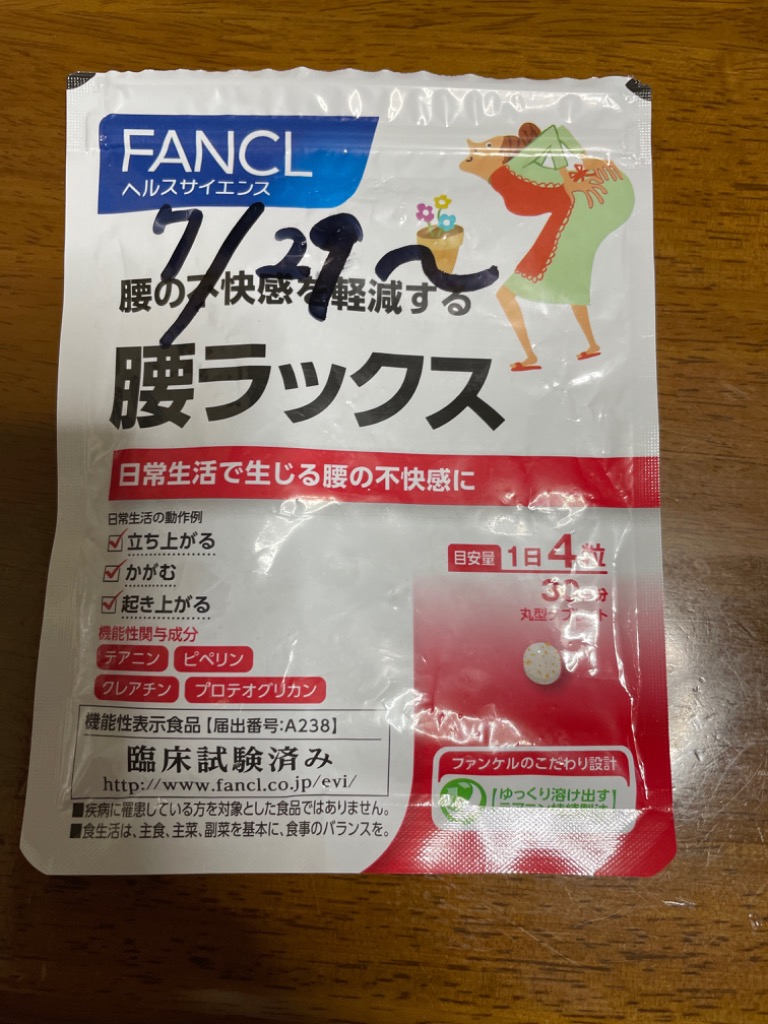 FANCL
ヘルスサイエンス
7/29〜
腰の不快感を軽減する
腰ラックス
日常生活で生じる腰の不快感に
日常生活の動作例
立ち上がる
かがむ
起き上がる
機能性関与成分
テアニン ピペリン
クレアチン プロテオグリカン
目安量 1日4粒
30日分
丸型タブレット
機能性表示食品【届出番号:A238】
臨床試験済み
http://www.fancl.co.jp/evi/
■疾病に罹患している方を対象とした食品ではありません。
■食生活は、主食、主菜、副菜を基本に、食事のバランスを。
ファンケルのこだわり設計
【ゆっくり溶け出す】